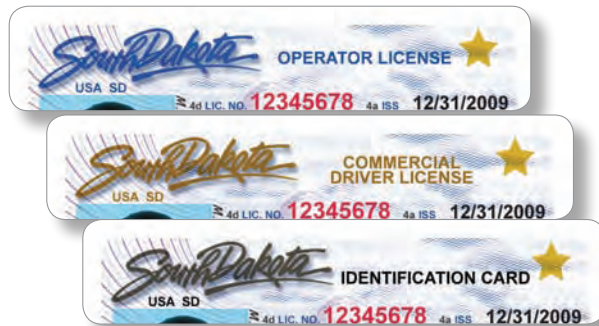 South Dakota OPERATOR LICENSE
USA SD
4d LIC. NO. 12345678 4a ISS 12/31/2009
South Dakota COMMERCIAL
DRIVER LICENSE
USA SD
4d LIC. NO. 12345678 4a ISS 12/31/2009
South Dakota IDENTIFICATION CARD
USA SD
4d LIC. NO. 12345678 4a ISS 12/31/2009